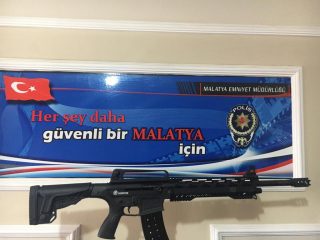 MALATYA EMNİYET MÜDÜRLÜĞÜ
POLİS
Her şey daha
güvenli bir MALATYA
için